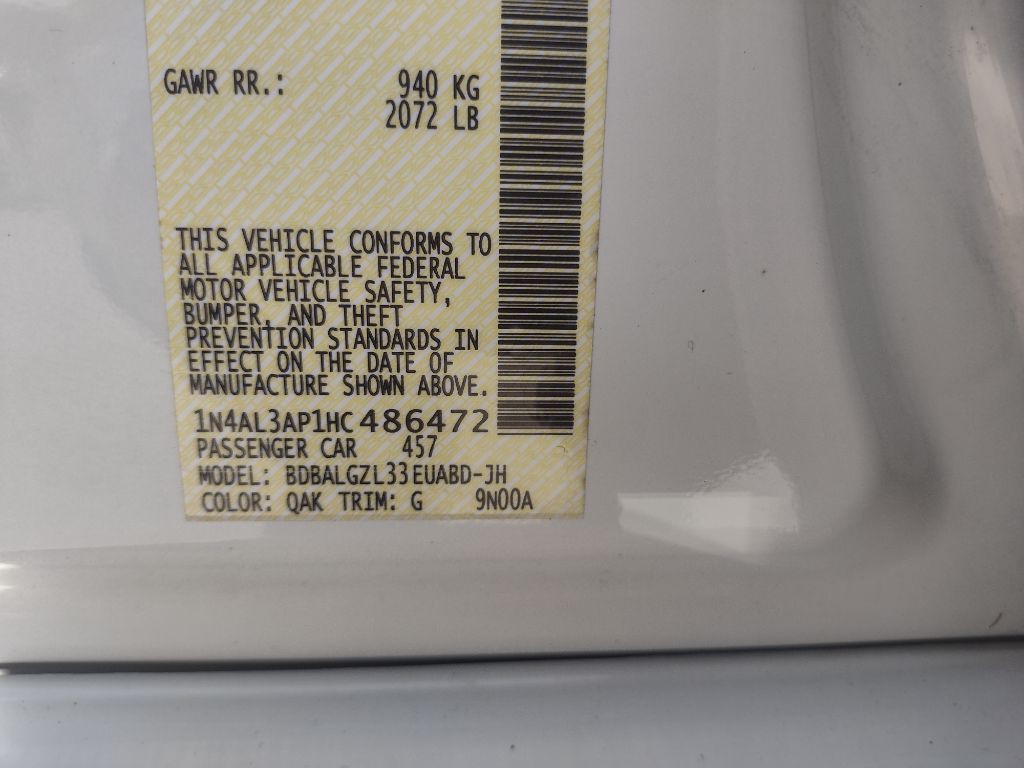 GAWR RR.: 940 KG
2072 LB
THIS VEHICLE CONFORMS TO
ALL APPLICABLE FEDERAL
MOTOR VEHICLE SAFETY,
BUMPER, AND THEFT
PREVENTION STANDARDS IN
EFFECT ON THE DATE OF
MANUFACTURE SHOWN ABOVE.
1N4AL3AP1HC486472
PASSENGER CAR 457
MODEL: BDBALGZL33EUABD-JH
COLOR: QAK TRIM: G 9N00A